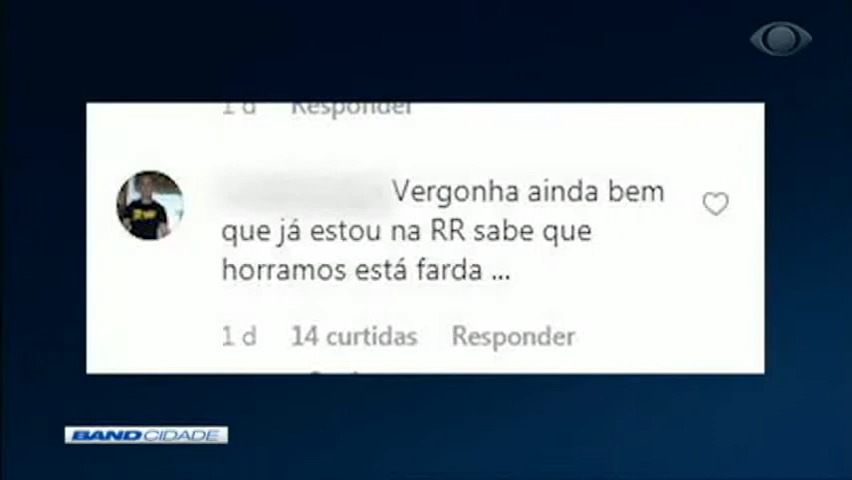 1 d Responder
Vergonha ainda bem
que já estou na RR sabe que
horramos está farda ...
1 d 14 curtidas Responder
BAND CIDADE